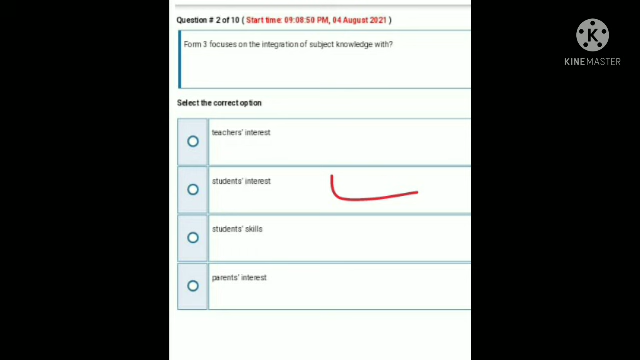 Question # 2 of 10 ( Start time: 09:08:50 PM, 04 August 2021 )
Form 3 focuses on the integration of subject knowledge with?
Select the correct option
teachers' interest
students' interest
students' skills
parents' interest
K
KINEMASTER